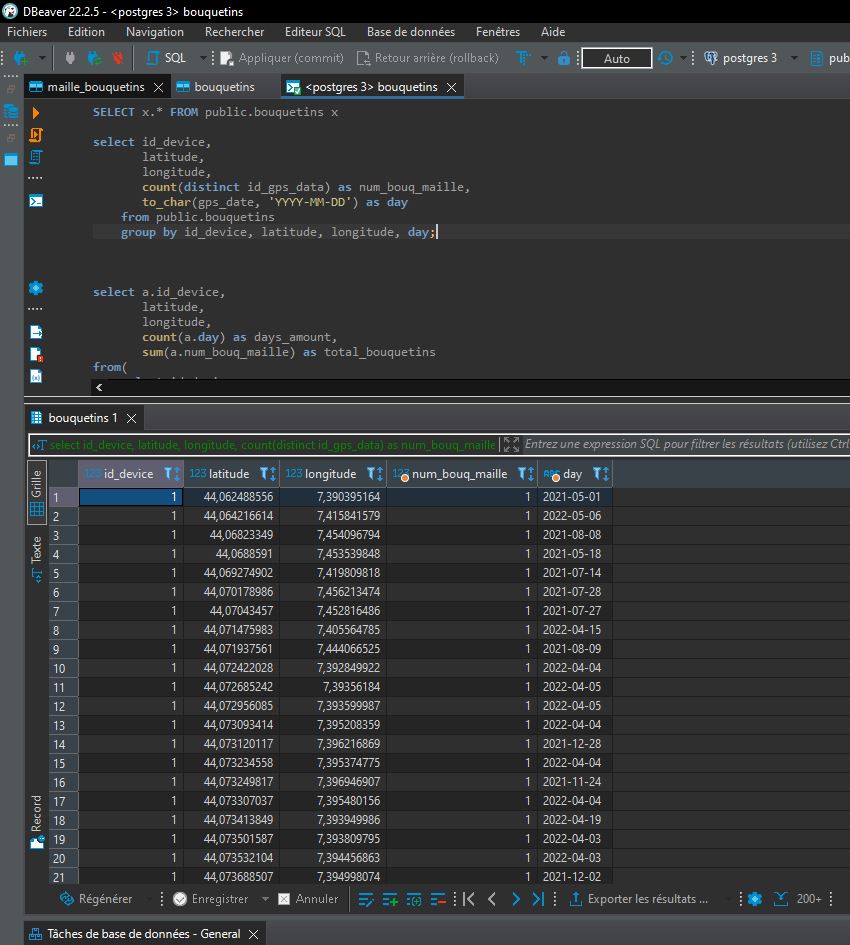 DBeaver 22.2.5 - <postgres 3> bouquetins
Fichiers Edition Navigation Rechercher Editeur SQL Base de données Fenêtres Aide
SQL Appliquer (commit) Retour arrière (rollback) Auto postgres 3 pub
maille_bouquetins bouquetins <postgres 3> bouquetins
SELECT x.* FROM public.bouquetins x
select id_device,
latitude,
longitude,
count(distinct id_gps_data) as num_bouq_maille,
to_char(gps_date, 'YYYY-MM-DD') as day
from public.bouquetins
group by id_device, latitude, longitude, day;
select a.id_device,
latitude,
longitude,
count(a.day) as days_amount,
sum(a.num_bouq_maille) as total_bouquetins
from(
bouquetins 1
select id_device, latitude, longitude, count(distinct id_gps_data) as num_bouq_maille Entrez une expression SQL pour filtrer les résultats (utilisez Ctrl
Grille
Texte
Record
123 id_device 123 latitude 123 longitude 123 num_bouq_maille ABC day
1 1 44,062488556 7,390395164 1 2021-05-01
2 1 44,064216614 7,415841579 1 2022-05-06
3 1 44,06823349 7,454096794 1 2021-08-08
4 1 44,0688591 7,453539848 1 2021-05-18
5 1 44,069274902 7,419809818 1 2021-07-14
6 1 44,070178986 7,456213474 1 2021-07-28
7 1 44,07043457 7,452816486 1 2021-07-27
8 1 44,071475983 7,405564785 1 2022-04-15
9 1 44,071937561 7,444066525 1 2021-08-09
10 1 44,072422028 7,392849922 1 2022-04-04
11 1 44,072685242 7,39356184 1 2022-04-05
12 1 44,072956085 7,393599987 1 2022-04-05
13 1 44,073093414 7,395208359 1 2022-04-04
14 1 44,073120117 7,396216869 1 2021-12-28
15 1 44,073234558 7,395374775 1 2022-04-04
16 1 44,073249817 7,396946907 1 2021-11-24
17 1 44,073307037 7,395480156 1 2022-04-04
18 1 44,073413849 7,393949986 1 2022-04-19
19 1 44,073501587 7,393809795 1 2022-04-03
20 1 44,073532104 7,394456863 1 2022-04-03
21 1 44,073688507 7,394998074 1 2021-12-02
Régénérer Enregistrer Annuler Exporter les résultats ... 200+
Tâches de base de données - General